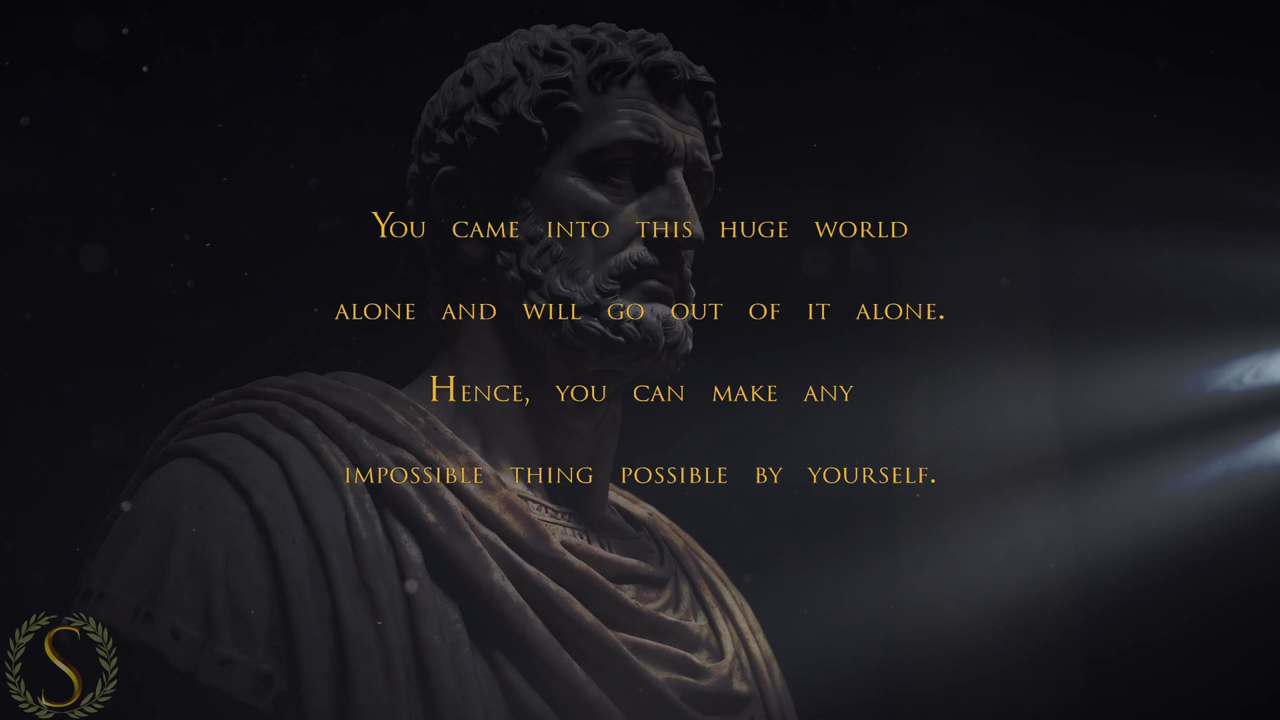 You came into this huge world
alone and will go out of it alone.
Hence, you can make any
impossible thing possible by yourself.
S